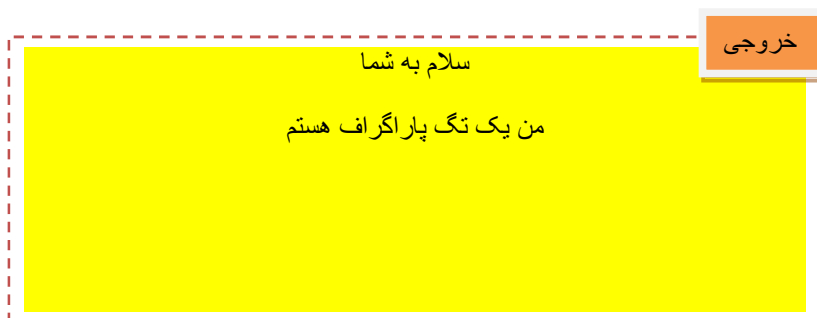 خروجی
سلام به شما
من یک تگ پاراگراف هستم